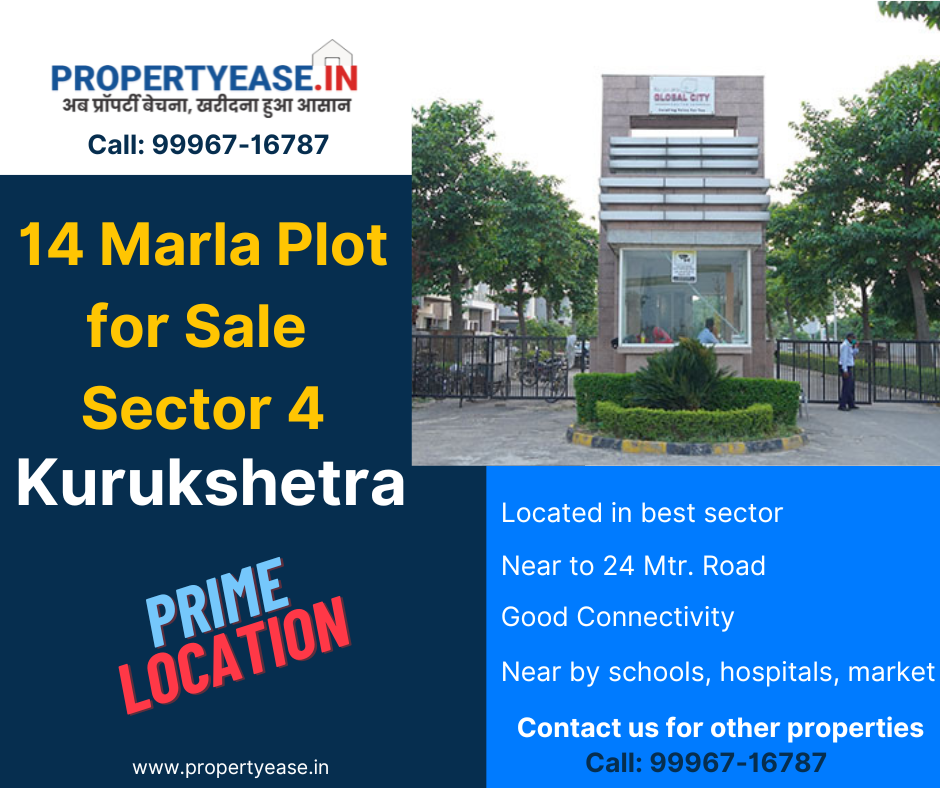 PROPERTYEASE.IN
अब प्रॉपर्टी बेचना, खरीदना हुआ आसान
Call: 99967-16787
14 Marla Plot
for Sale
Sector 4
Kurukshetra
PRIME
LOCATION
www.propertyease.in
GLOBAL CITY
Located in best sector
Near to 24 Mtr. Road
Good Connectivity
Near by schools, hospitals, market
Contact us for other properties
Call: 99967-16787